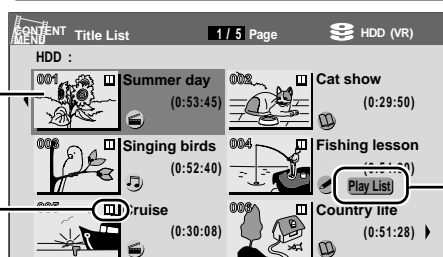 CONTENT MENU Title List 1 / 5 Page HDD (VR)
HDD :
001 Summer day 002 Cat show
(0:53:45) (0:29:50)
003 Singing birds 004 Fishing lesson
(0:52:40)
Play List
Cruise 006 Country life
(0:30:08) (0:51:28)